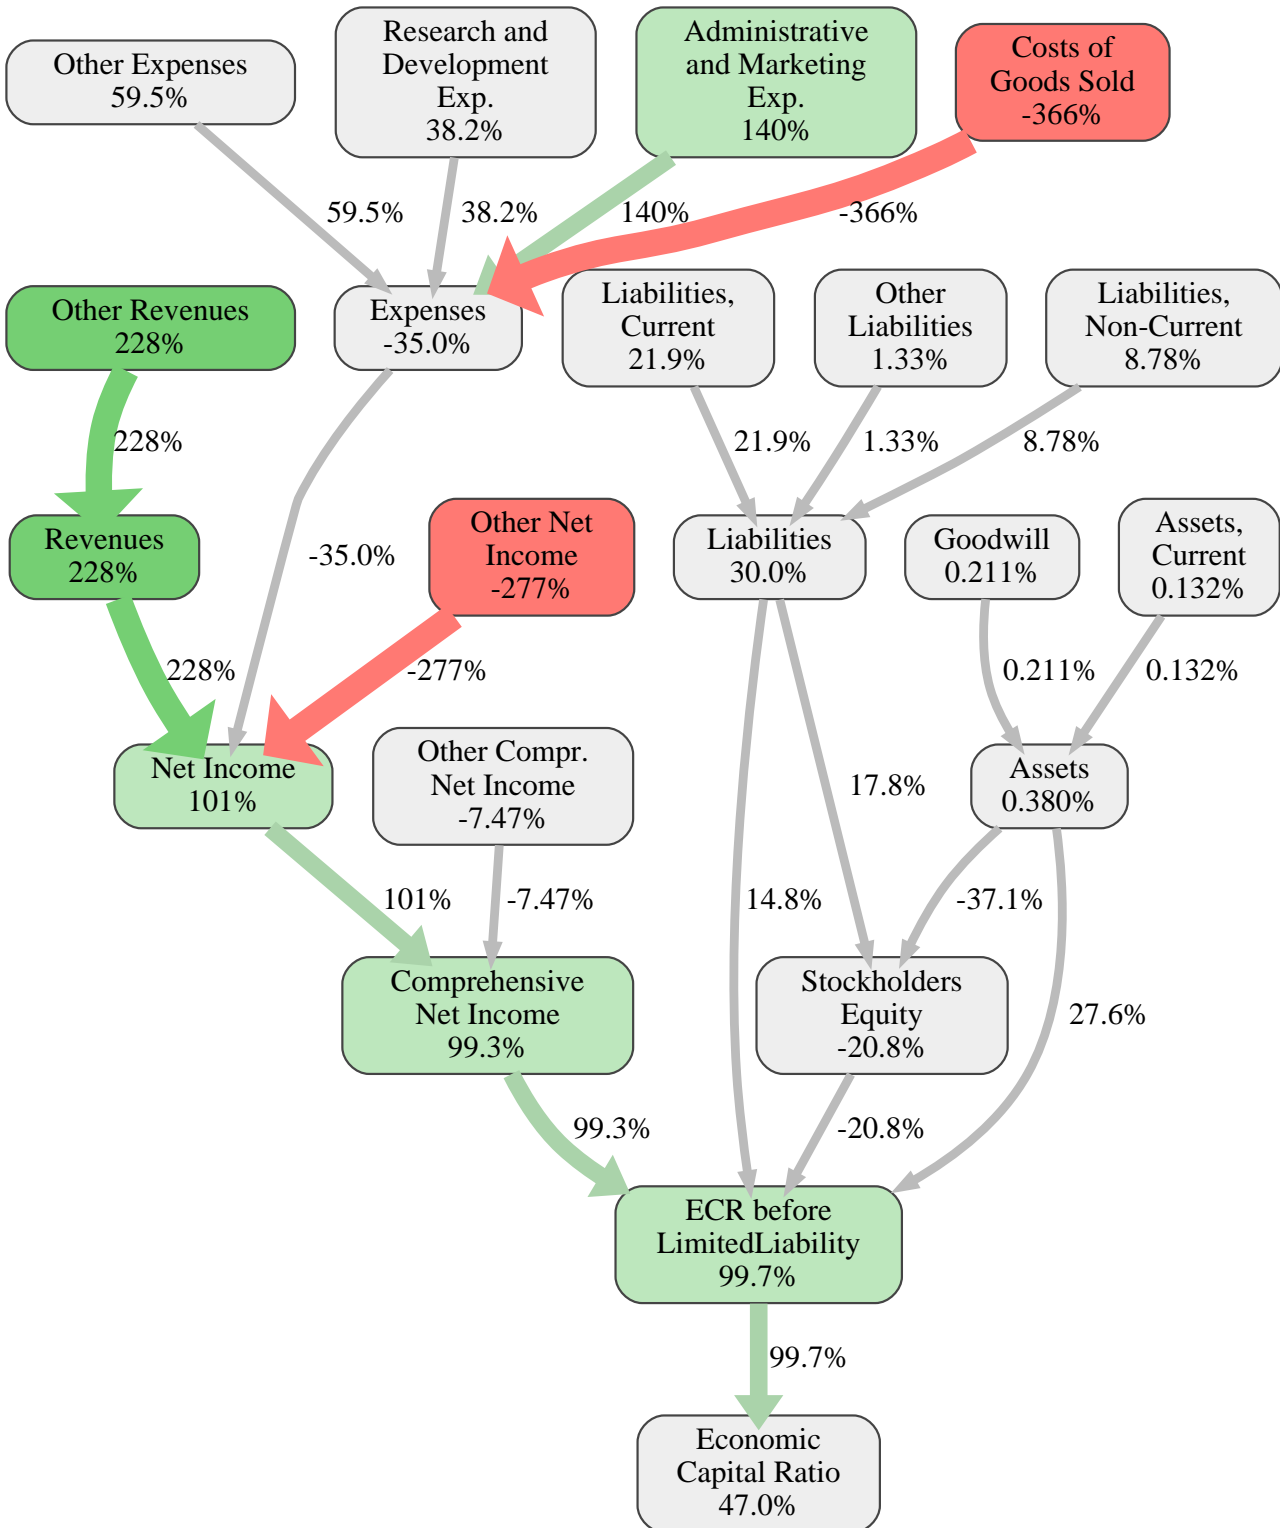 Other Expenses
59.5%
Research and
Development
Exp.
38.2%
Administrative
and Marketing
Exp.
140%
Costs of
Goods Sold
-366%
59.5%
38.2%
140%
-366%
Other Revenues
228%
Expenses
-35.0%
Liabilities,
Current
21.9%
Other
Liabilities
1.33%
Liabilities,
Non-Current
8.78%
228%
21.9%
1.33%
8.78%
Revenues
228%
-35.0%
Other Net
Income
-277%
Liabilities
30.0%
Goodwill
0.211%
Assets,
Current
0.132%
228%
-277%
0.211%
0.132%
Net Income
101%
Other Compr.
Net Income
-7.47%
17.8%
Assets
0.380%
101%
-7.47%
14.8%
-37.1%
Comprehensive
Net Income
99.3%
Stockholders
Equity
-20.8%
27.6%
99.3%
-20.8%
ECR before
LimitedLiability
99.7%
99.7%
Economic
Capital Ratio
47.0%